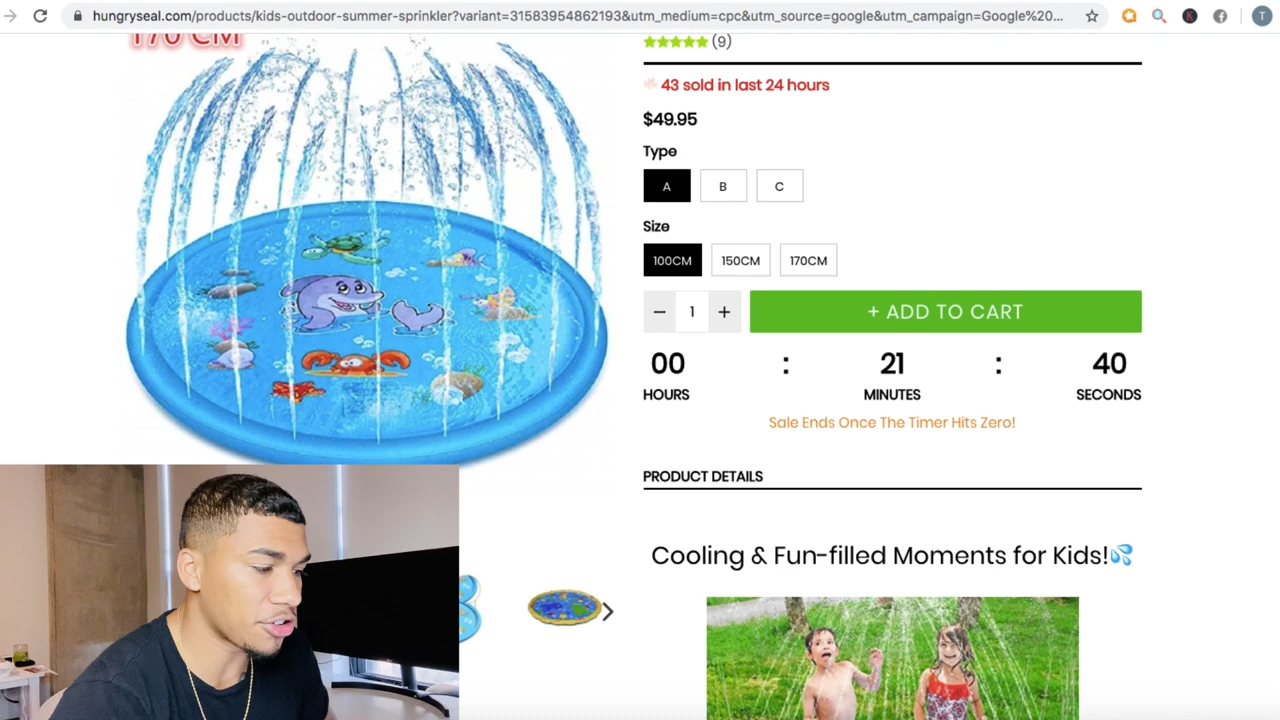 hungryseal.com/products/kids-outdoor-summer-sprinkler?variant=31583954862193&utm_medium=cpc&utm_source=google&utm_campaign=Google%20...
T
170 CM
(9)
43 sold in last 24 hours
$49.95
Type
A B C
Size
100CM 150CM 170CM
− 1 + + ADD TO CART
00 : 21 : 40
HOURS MINUTES SECONDS
Sale Ends Once The Timer Hits Zero!
PRODUCT DETAILS
Cooling & Fun-filled Moments for Kids!💦